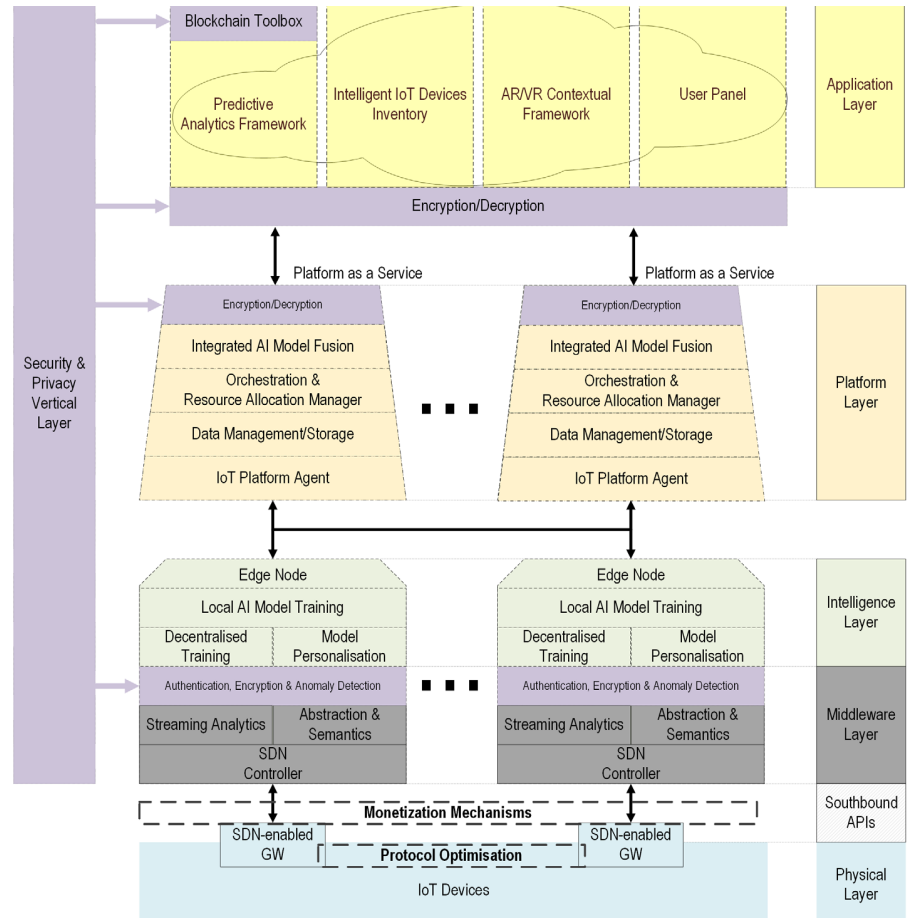 Blockchain Toolbox
Predictive
Analytics Framework
Intelligent IoT Devices
Inventory
AR/VR Contextual
Framework
User Panel
Application
Layer
Encryption/Decryption
Platform as a Service
Platform as a Service
Security &
Privacy
Vertical
Layer
Encryption/Decryption
Integrated AI Model Fusion
Orchestration &
Resource Allocation Manager
Data Management/Storage
IoT Platform Agent
Encryption/Decryption
Integrated AI Model Fusion
Orchestration &
Resource Allocation Manager
Data Management/Storage
IoT Platform Agent
Platform
Layer
Edge Node
Local AI Model Training
Decentralised
Training
Model
Personalisation
Edge Node
Local AI Model Training
Decentralised
Training
Model
Personalisation
Intelligence
Layer
Authentication, Encryption & Anomaly Detection
Streaming Analytics
Abstraction &
Semantics
SDN
Controller
Authentication, Encryption & Anomaly Detection
Streaming Analytics
Abstraction &
Semantics
SDN
Controller
Middleware
Layer
Monetization Mechanisms
Southbound
APIs
SDN-enabled
GW
Protocol Optimisation
SDN-enabled
GW
IoT Devices
Physical
Layer